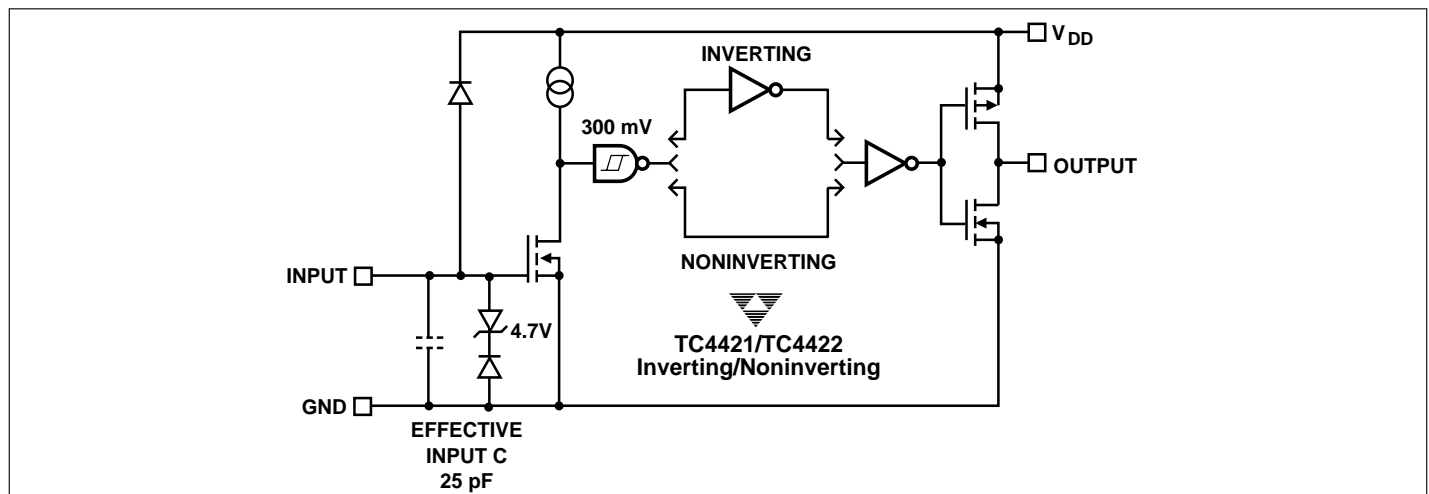 V DD
INVERTING
300 mV
OUTPUT
NONINVERTING
INPUT
4.7V
TC4421/TC4422
Inverting/Noninverting
GND
EFFECTIVE
INPUT C
25 pF